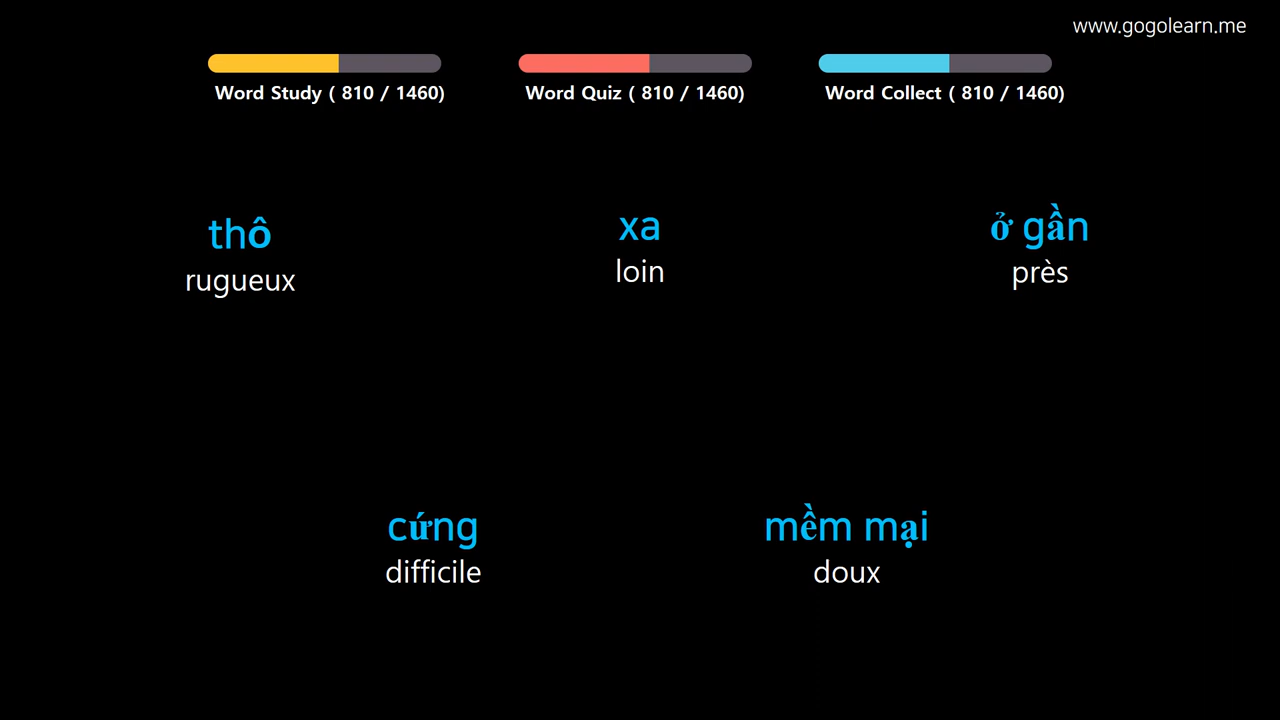 www.gogolearn.me
Word Study ( 810 / 1460)
Word Quiz ( 810 / 1460)
Word Collect ( 810 / 1460)
thô
rugueux
xa
loin
ở gần
près
cứng
difficile
mềm mại
doux